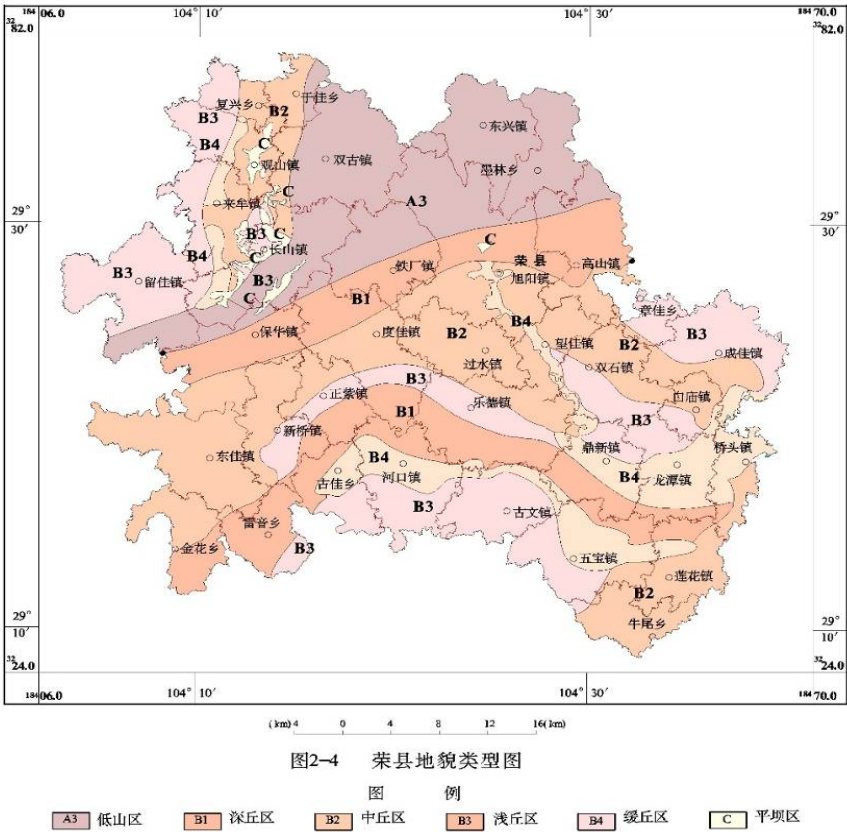 184 06.0 104° 10′ 104° 30′ 184 70.0
32 82.0 32 82.0
复兴乡 B2 于佳乡
B3
B4 C 东兴镇
观山镇 双古镇 墨林乡
C
来牟镇 A3
29° 30′ 29° 30′
B3 C C
B4 长山镇 荣县
C 铁厂镇 旭阳镇 高山镇
B3 留佳镇 B3
C B1 B4 章佳乡
保华镇 度佳镇 B2 望佳镇 B2 B3 成佳镇
过水镇 双石镇
B3
正紫镇 乐德镇
B1 B3
新桥镇 鼎新镇 桥头镇
东佳镇 B4 B4
古佳乡 河口镇 龙潭镇
B3 古文镇
雷音乡
金花乡 B3 五宝镇
莲花镇
B2
29° 10′ 牛尾乡 29° 10′
32 24.0 32 24.0
184 06.0 104° 10′ 104° 30′ 184 70.0
(km) 4 0 4 8 12 16(km)
图2-4 荣县地貌类型图
图 例
A3 低山区 B1 深丘区 B2 中丘区 B3 浅丘区 B4 缓丘区 C 平坝区